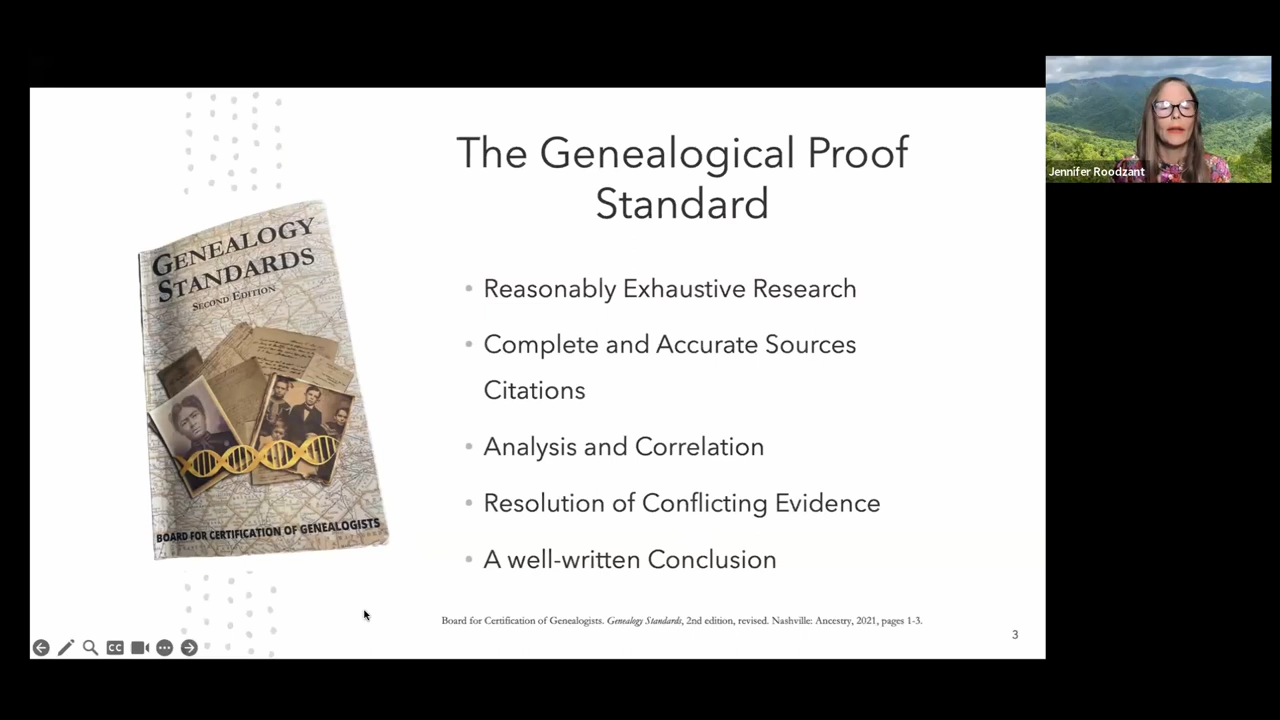 The Genealogical Proof
Standard
GENEALOGY
STANDARDS
SECOND EDITION
BOARD FOR CERTIFICATION OF GENEALOGISTS
Reasonably Exhaustive Research
Complete and Accurate Sources
Citations
Analysis and Correlation
Resolution of Conflicting Evidence
A well-written Conclusion
Board for Certification of Genealogists. Genealogy Standards, 2nd edition, revised. Nashville: Ancestry, 2021, pages 1-3.
3
CC
Jennifer Roodzant